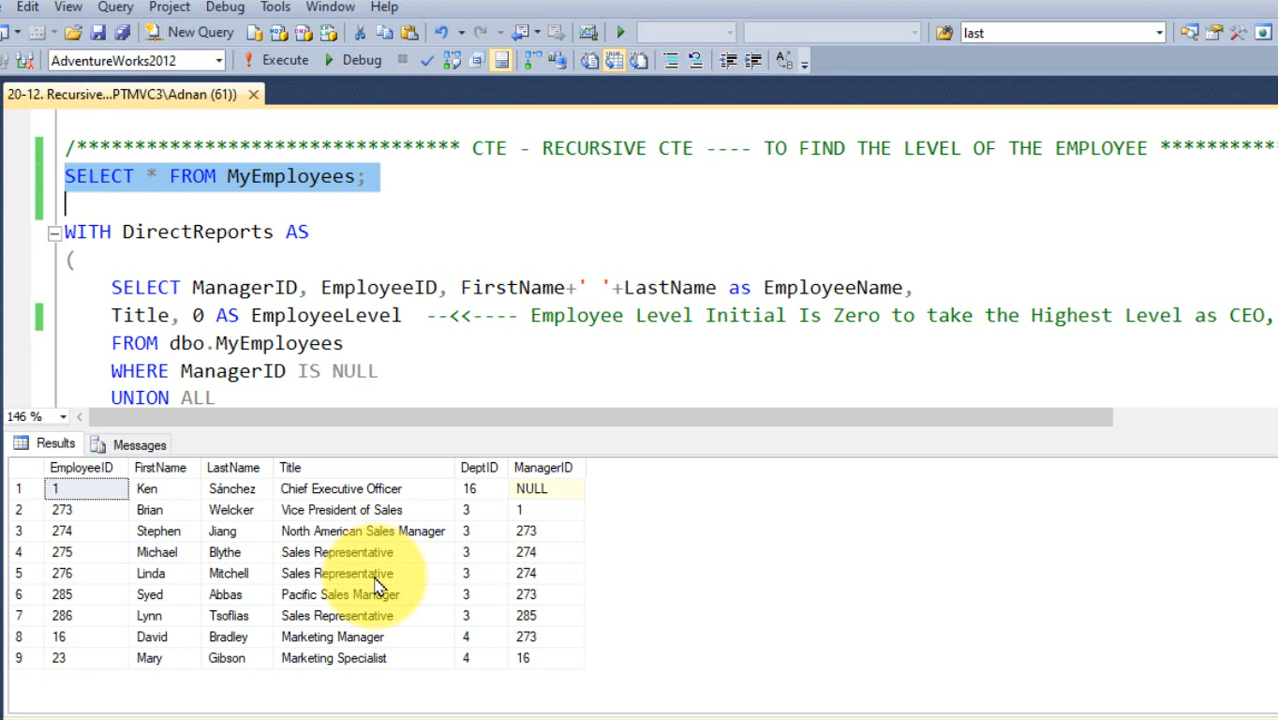 Edit View Query Project Debug Tools Window Help
New Query last
AdventureWorks2012 Execute Debug
20-12. Recursive...PTMVC3\Adnan (61))
/********************************* CTE - RECURSIVE CTE ---- TO FIND THE LEVEL OF THE EMPLOYEE **********
SELECT * FROM MyEmployees;
WITH DirectReports AS
(
SELECT ManagerID, EmployeeID, FirstName+' '+LastName as EmployeeName,
Title, 0 AS EmployeeLevel --<<---- Employee Level Initial Is Zero to take the Highest Level as CEO,
FROM dbo.MyEmployees
WHERE ManagerID IS NULL
UNION ALL
146 %
Results Messages
EmployeeID FirstName LastName Title DeptID ManagerID
1 1 Ken Sánchez Chief Executive Officer 16 NULL
2 273 Brian Welcker Vice President of Sales 3 1
3 274 Stephen Jiang North American Sales Manager 3 273
4 275 Michael Blythe Sales Representative 3 274
5 276 Linda Mitchell Sales Representative 3 274
6 285 Syed Abbas Pacific Sales Manager 3 273
7 286 Lynn Tsoflias Sales Representative 3 285
8 16 David Bradley Marketing Manager 4 273
9 23 Mary Gibson Marketing Specialist 4 16